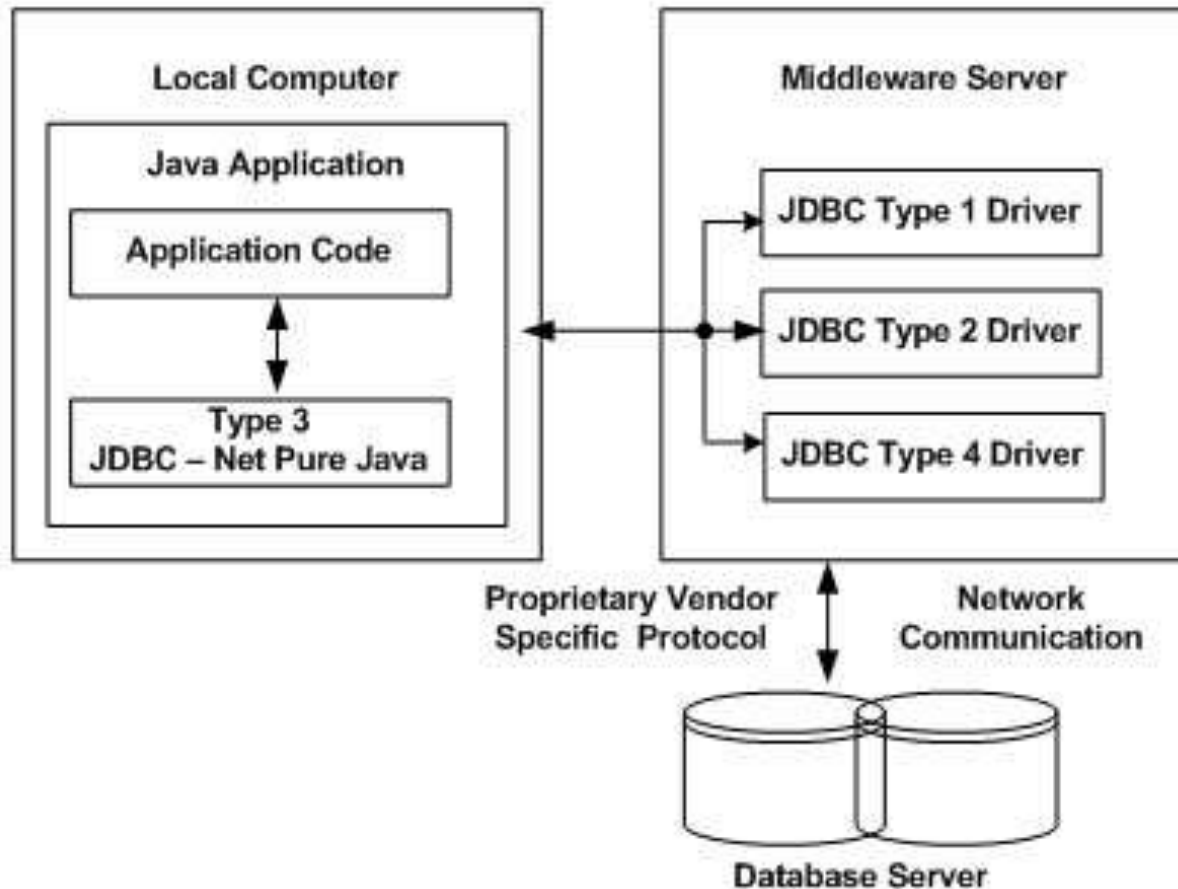 Local Computer
Java Application
Application Code
Type 3
JDBC – Net Pure Java
Middleware Server
JDBC Type 1 Driver
JDBC Type 2 Driver
JDBC Type 4 Driver
Proprietary Vendor
Specific Protocol
Network
Communication
Database Server